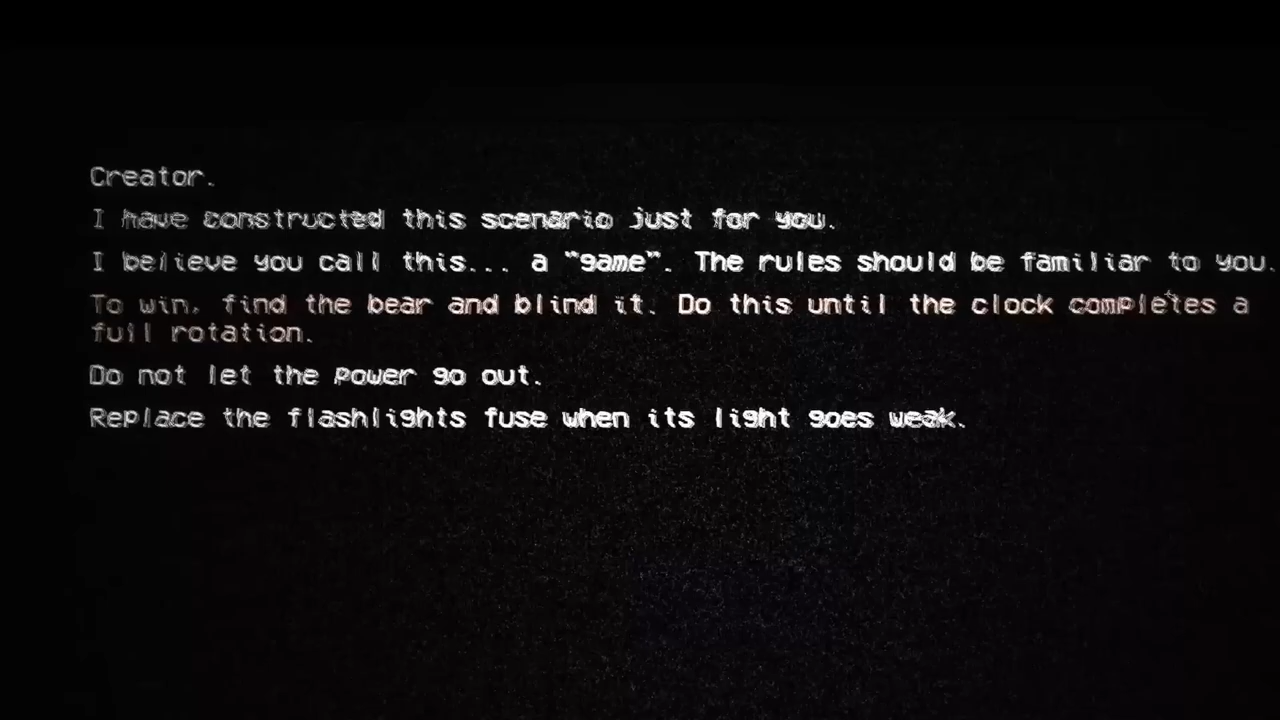 Creator.
I have constructed this scenario just for you.
I believe you call this... a "game". The rules should be familiar to you.
To win, find the bear and blind it. Do this until the clock completes a
full rotation.
Do not let the power go out.
Replace the flashlights fuse when its light goes weak.